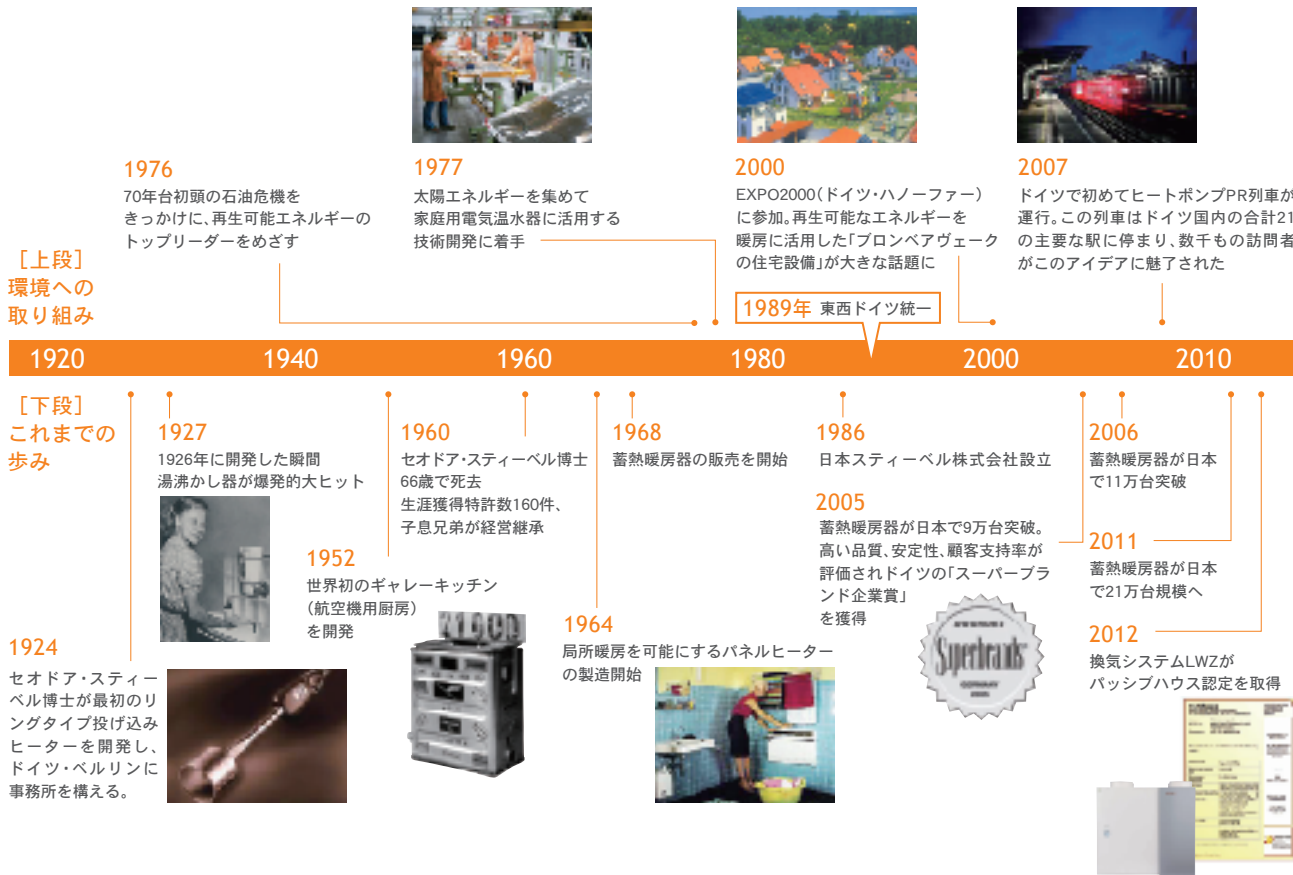 1976
70年台初頭の石油危機を
きっかけに、再生可能エネルギーの
トップリーダーをめざす
1977
太陽エネルギーを集めて
家庭用電気温水器に活用する
技術開発に着手
2000
EXPO2000（ドイツ・ハノーファー）
に参加。再生可能なエネルギーを
暖房に活用した「ブロンベアヴェーク
の住宅設備」が大きな話題に
2007
ドイツで初めてヒートポンプPR列車が
運行。この列車はドイツ国内の合計21
の主要な駅に停まり、数千もの訪問者
がこのアイデアに魅了された
［上段］
環境への
取り組み
1989年 東西ドイツ統一
1920 1940 1960 1980 2000 2010
［下段］
これまでの
歩み
1927
1926年に開発した瞬間
湯沸かし器が爆発的大ヒット
1960
セオドア・スティーベル博士
66歳で死去
生涯獲得特許数160件、
子息兄弟が経営継承
1968
蓄熱暖房器の販売を開始
1986
日本スティーベル株式会社設立
2006
蓄熱暖房器が日本
で11万台突破
2005
蓄熱暖房器が日本で9万台突破。
高い品質、安定性、顧客支持率が
評価されドイツの「スーパーブラ
ンド企業賞」
を獲得
2011
蓄熱暖房器が日本
で21万台規模へ
1952
世界初のギャレーキッチン
（航空機用厨房）
を開発
1964
局所暖房を可能にするパネルヒーター
の製造開始
Superbrands
GERMANY
2005
2012
換気システムLWZが
パッシブハウス認定を取得
1924
セオドア・スティー
ベル博士が最初のリ
ングタイプ投げ込み
ヒーターを開発し、
ドイツ・ベルリンに
事務所を構える。